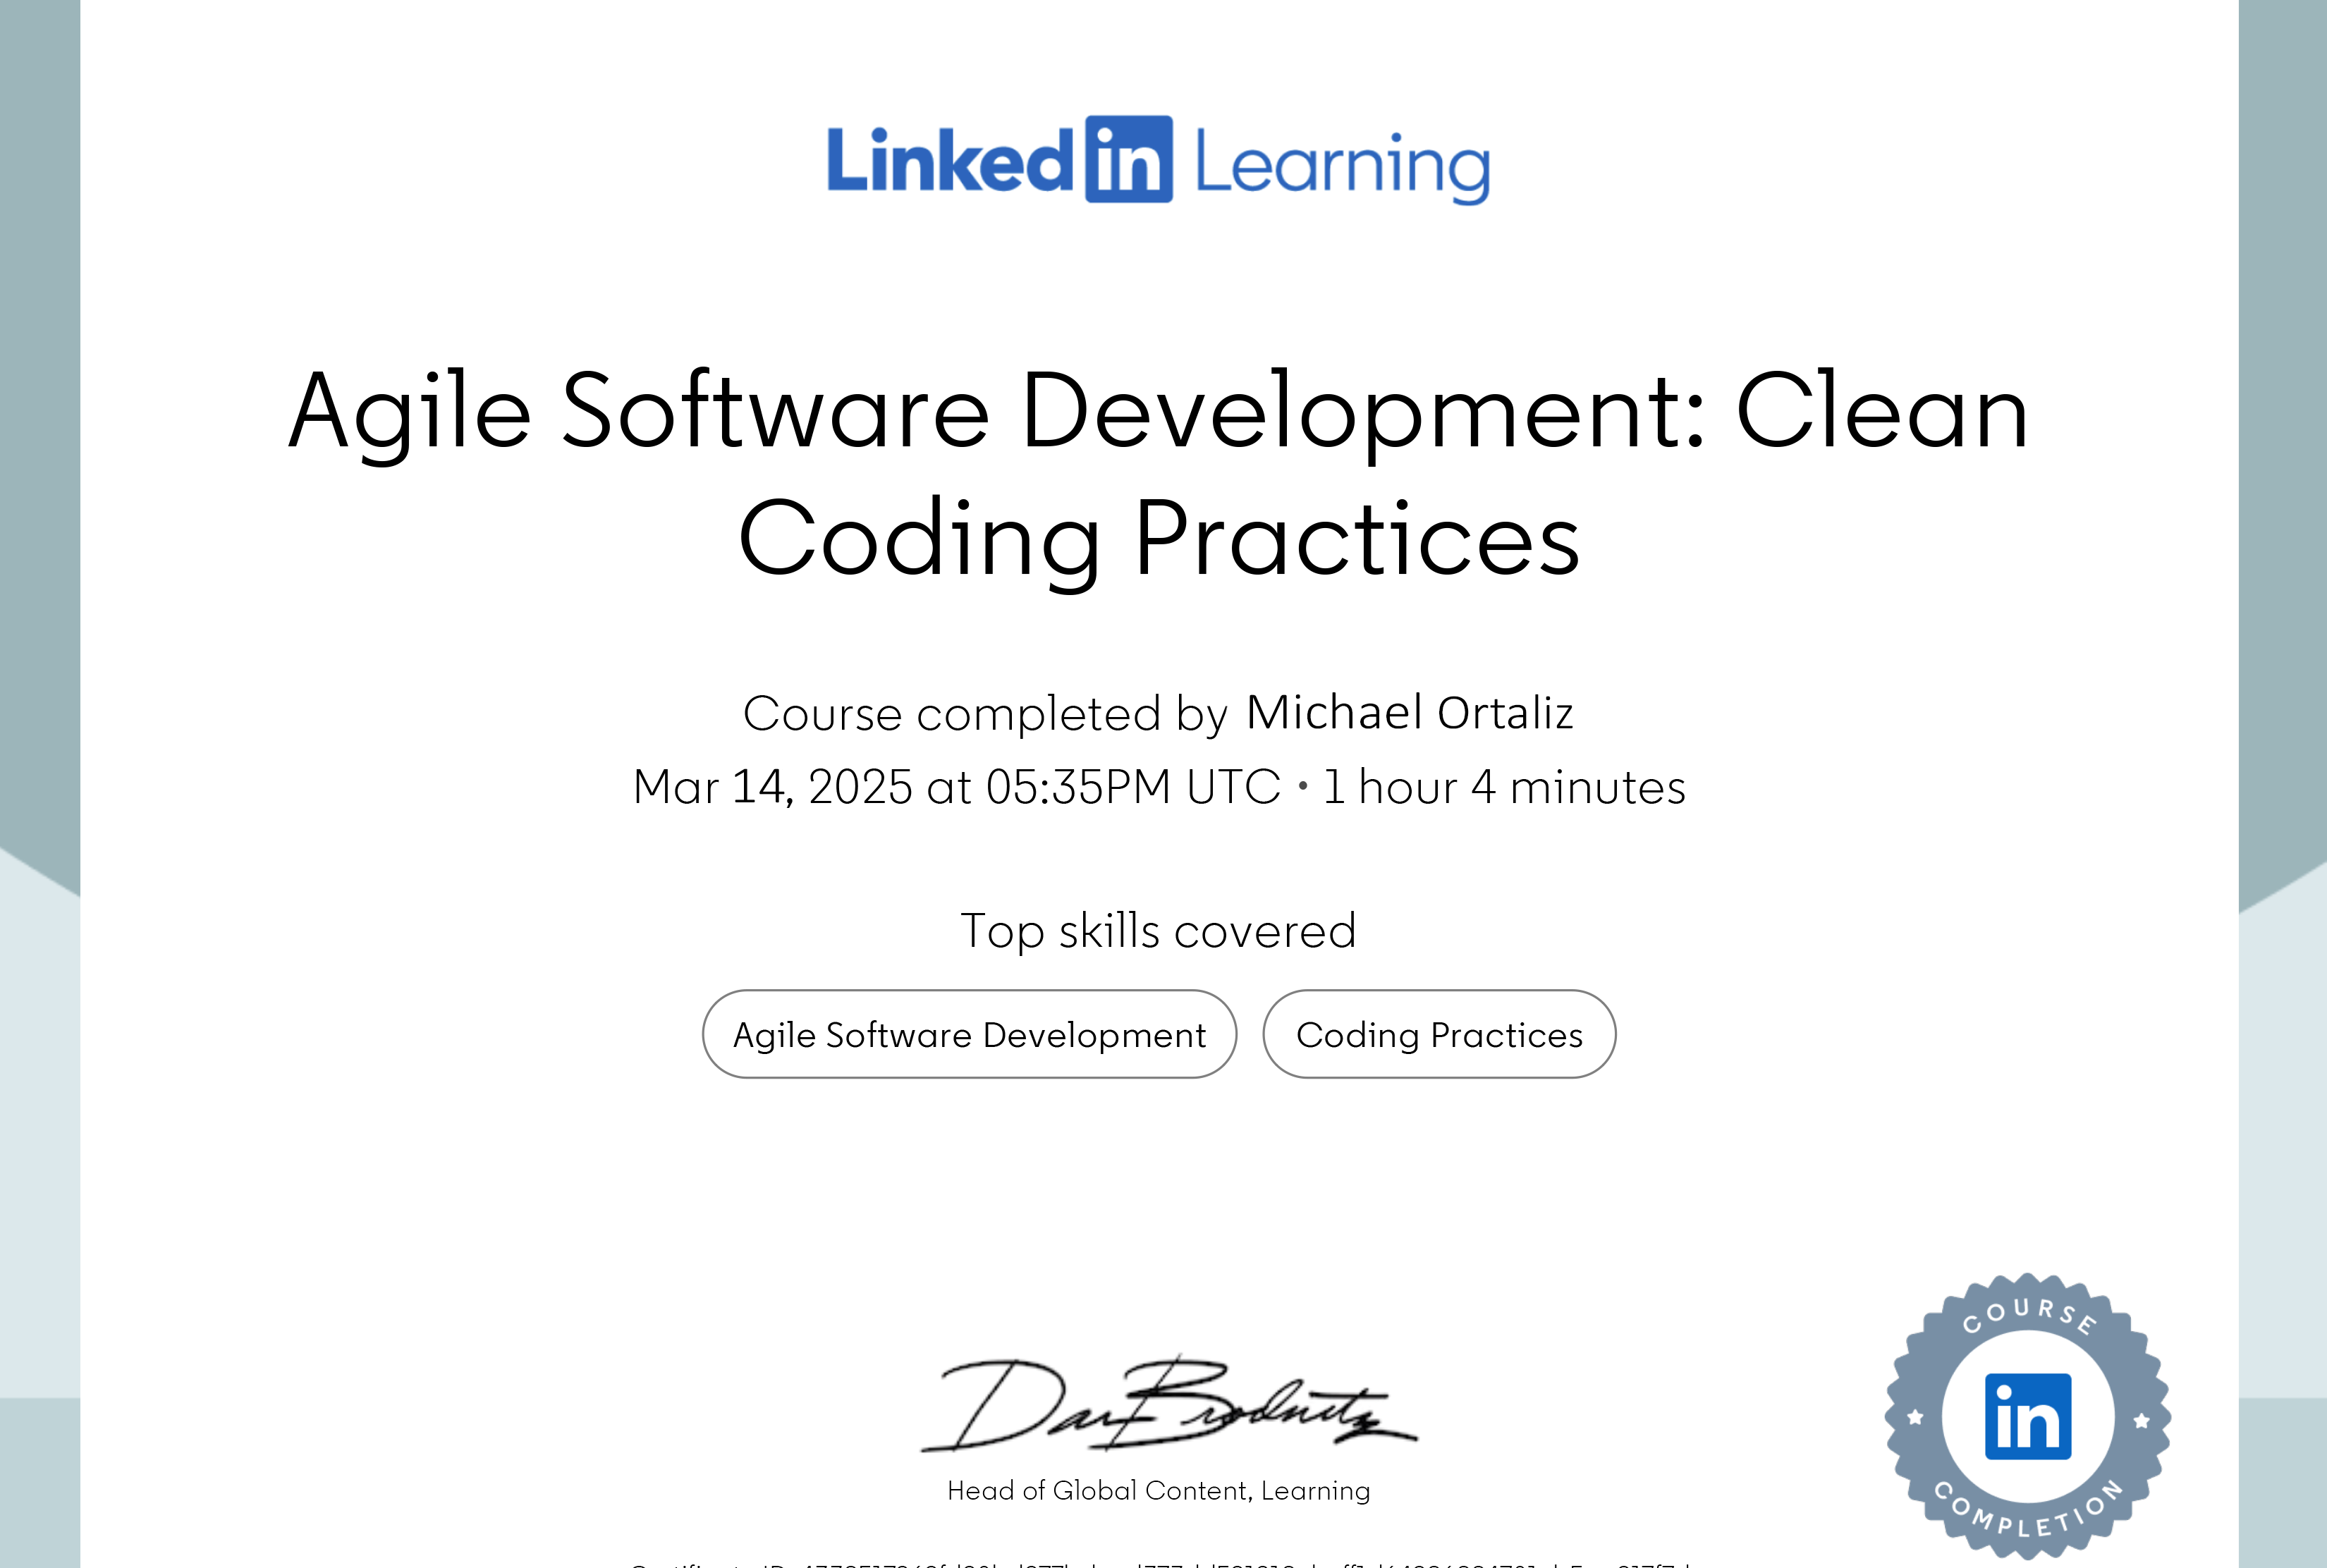 Linked in Learning
Agile Software Development: Clean
Coding Practices
Course completed by Michael Ortaliz
Mar 14, 2025 at 05:35PM UTC • 1 hour 4 minutes
Top skills covered
Agile Software Development
Coding Practices
Dan Brodnitz
Head of Global Content, Learning
COURSE
in
COMPLETION